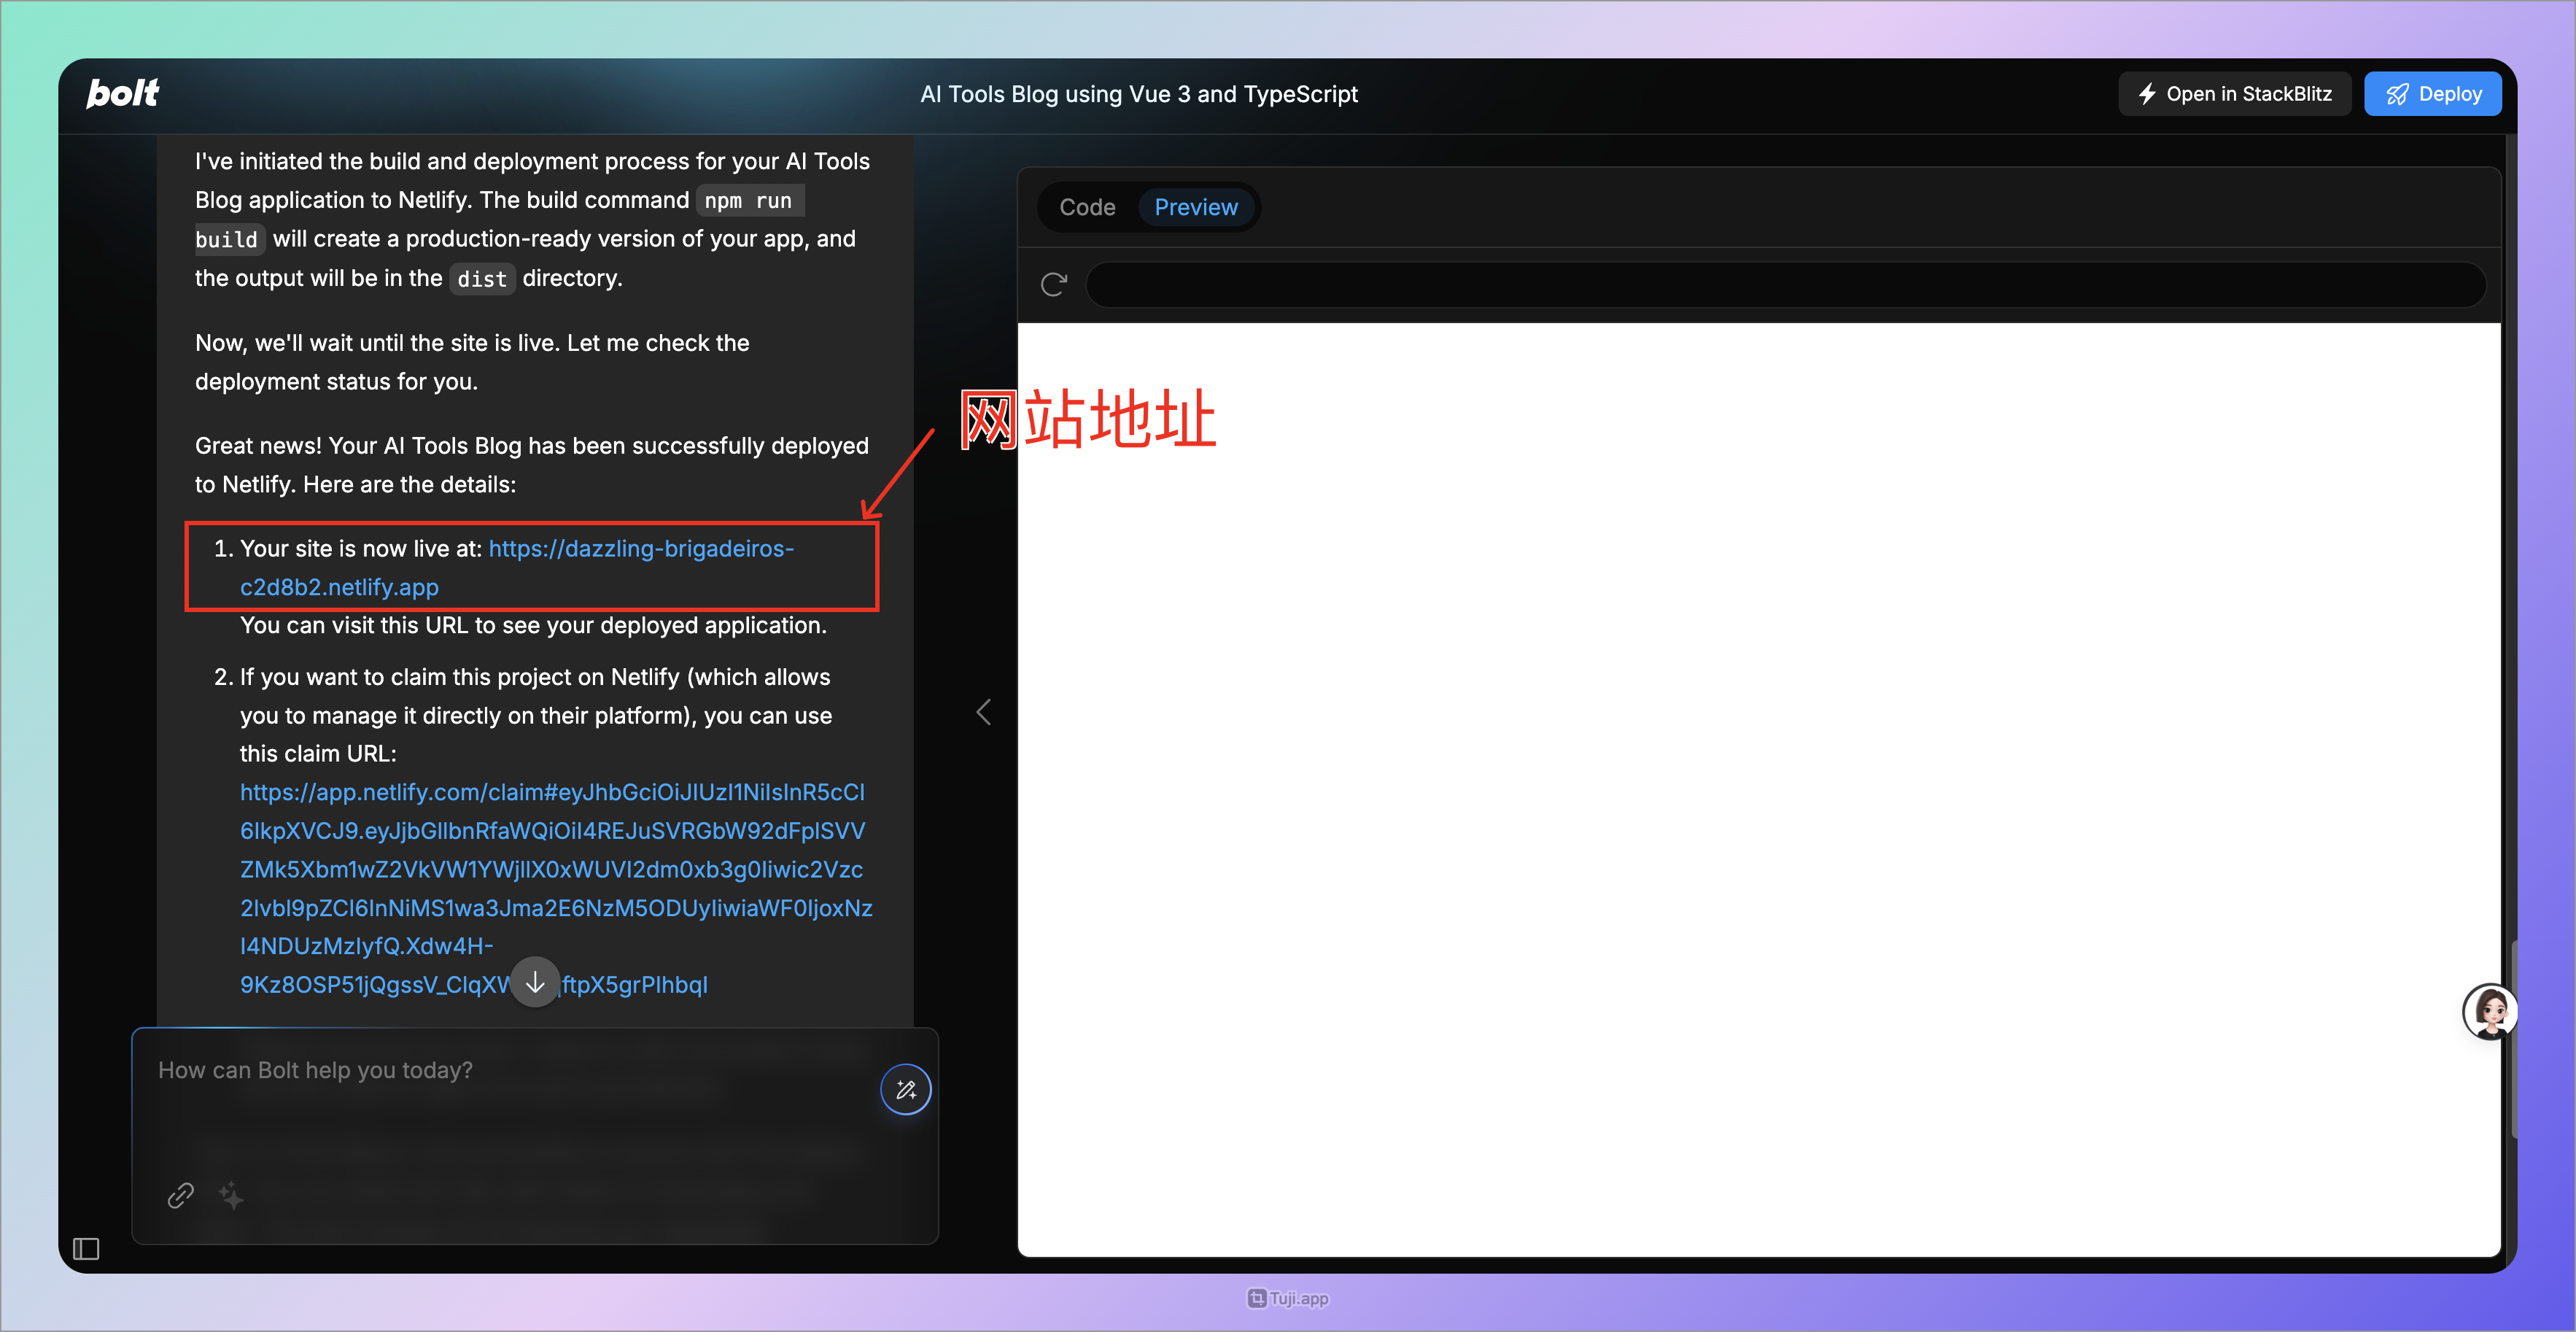 bolt
AI Tools Blog using Vue 3 and TypeScript
Open in StackBlitz
Deploy
I've initiated the build and deployment process for your AI Tools
Blog application to Netlify. The build command npm run
build will create a production-ready version of your app, and
the output will be in the dist directory.
Now, we'll wait until the site is live. Let me check the
deployment status for you.
Great news! Your AI Tools Blog has been successfully deployed
to Netlify. Here are the details:
1. Your site is now live at: https://dazzling-brigadeiros-
c2d8b2.netlify.app
You can visit this URL to see your deployed application.
2. If you want to claim this project on Netlify (which allows
you to manage it directly on their platform), you can use
this claim URL:
https://app.netlify.com/claim#eyJhbGciOiJIUzI1NiIsInR5cCI
6IkpXVCJ9.eyJjbGllbnRfaWQiOiI4REJuSVRGbW92dFplSVV
ZMk5Xbm1wZ2VkVW1YWjllX0xWUVI2dm0xb3g0Iiwic2Vzc
2lvbl9pZCI6InNiMS1wa3Jma2E6NzM5ODUyIiwiaWF0IjoxNz
I4NDUzMzIyfQ.Xdw4H-
How can Bolt help you today?
Code
Preview
网站地址
Tuji.app